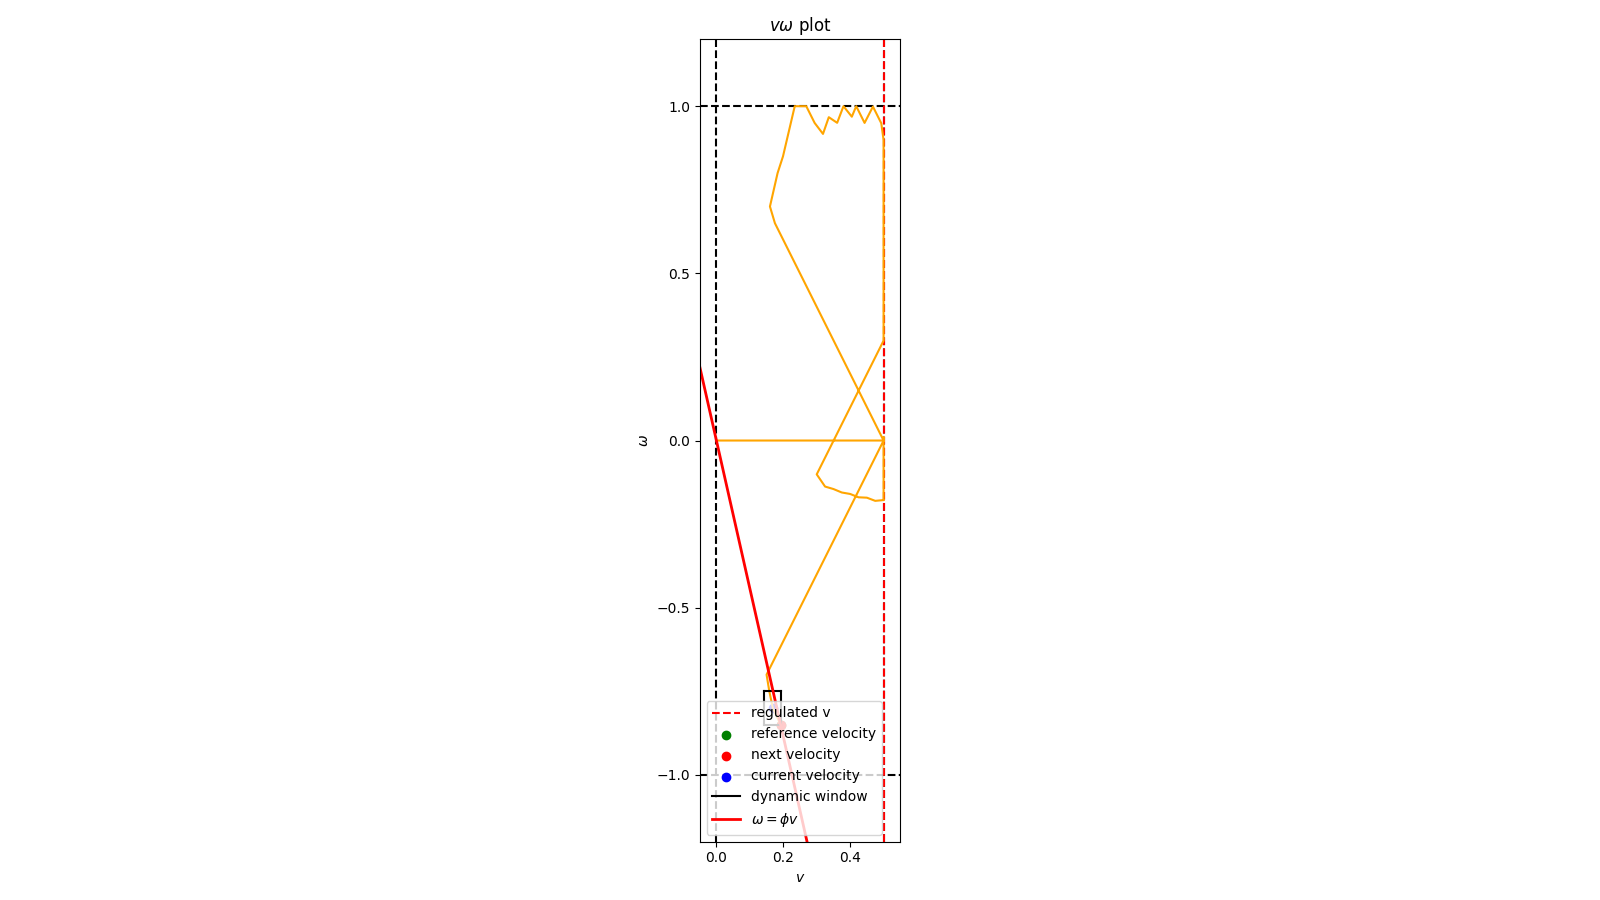 vω plot
1.0
0.5
ω
0.0
−0.5
−1.0
regulated v
reference velocity
next velocity
current velocity
dynamic window
ω = ϕv
0.0 0.2 0.4
v